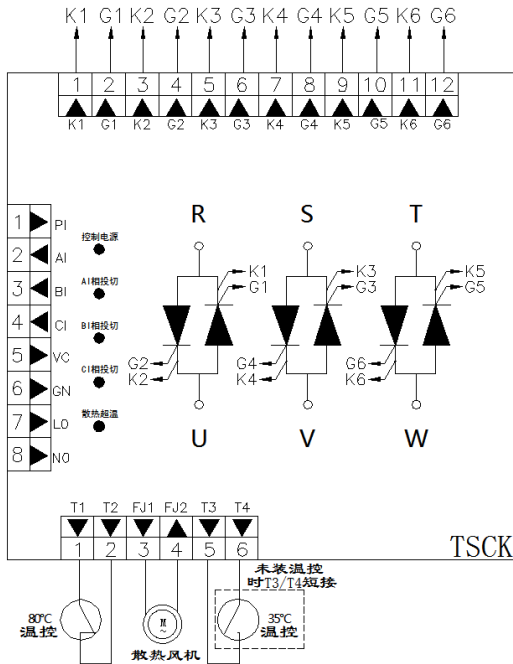 K1 G1 K2 G2 K3 G3 K4 G4 K5 G5 K6 G6
1 2 3 4 5 6 7 8 9 10 11 12
K1 G1 K2 G2 K3 G3 K4 G4 K5 G5 K6 G6
1 PI
2 AI
3 BI
4 CI
5 VC
6 GN
7 L0
8 N0
控制电源
AI相投切
BI相投切
CI相投切
散热超温
R S T
K1 K3 K5
G1 G3 G5
G2 G4 G6
K2 K4 K6
U V W
T1 T2 FJ1 FJ2 T3 T4
1 2 3 4 5 6
TSCK
未装温控
时T3/T4短接
80℃
温控
M
~
散热风机
35℃
温控